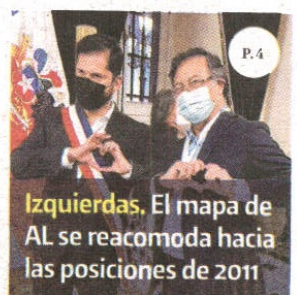 P.4
Izquierdas. El mapa de
AL se reacomoda hacia
las posiciones de 2011